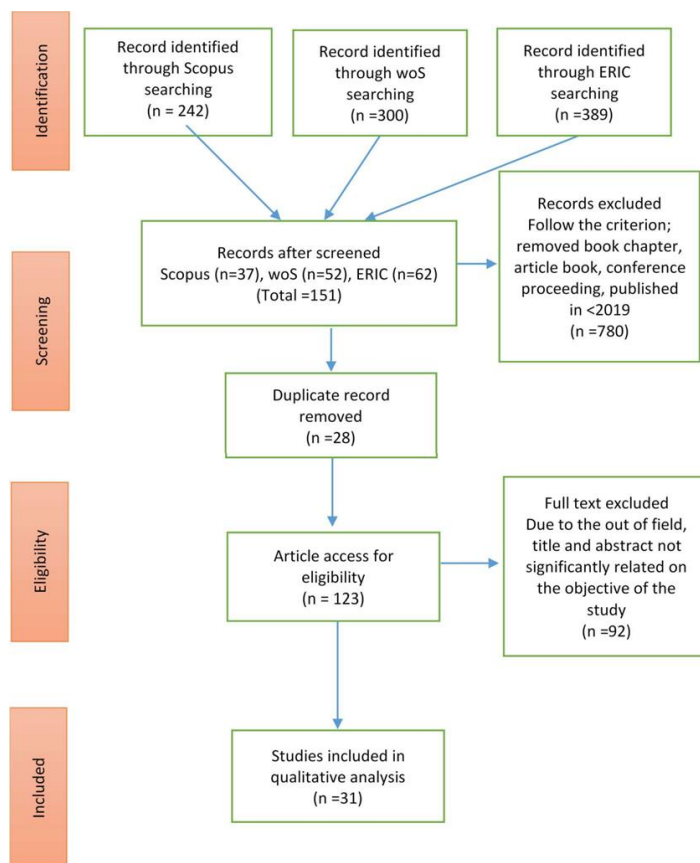 Identification
Record identified
through Scopus
searching
(n = 242)
Record identified
through woS
searching
(n =300)
Record identified
through ERIC
searching
(n =389)
Screening
Records after screened
Scopus (n=37), woS (n=52), ERIC (n=62)
(Total =151)
Records excluded
Follow the criterion;
removed book chapter,
article book, conference
proceeding, published
in <2019
(n =780)
Duplicate record
removed
(n =28)
Eligibility
Article access for
eligibility
(n = 123)
Full text excluded
Due to the out of field,
title and abstract not
significantly related on
the objective of the
study
(n =92)
Included
Studies included in
qualitative analysis
(n =31)